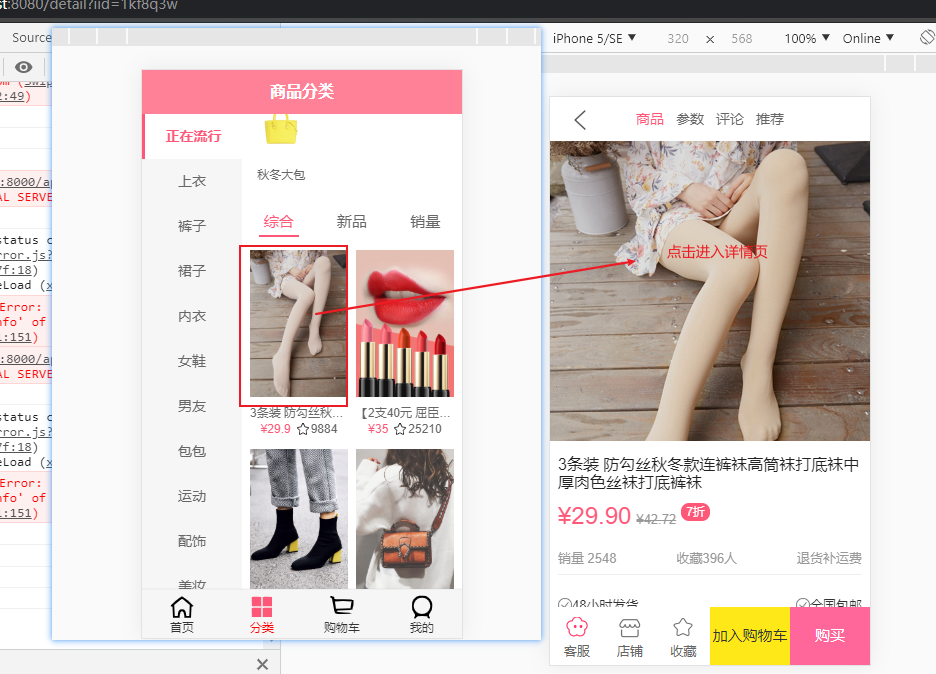 st:8080/detail?iid=1kf8q3w
Source
2:49)
:8000/ap
AL SERVE
status c
rror.js?
7f:18)
eLoad (x
Error:
nfo' of
1:151)
:8000/ap
AL SERVE
status c
rror.js?
7f:18)
eLoad (x
Error:
nfo' of
1:151)
商品分类
正在流行
上衣
裤子
裙子
内衣
女鞋
男友
包包
运动
配饰
美妆
秋冬大包
综合 新品 销量
3条装 防勾丝秋...
¥29.9 9884
【2支40元 屈臣...
¥35 25210
首页 分类 购物车 我的
iPhone 5/SE ▼ 320 × 568 100% ▼ Online ▼
商品 参数 评论 推荐
点击进入详情页
3条装 防勾丝秋冬款连裤袜高筒袜打底袜中
厚肉色丝袜打底裤袜
¥29.90 ¥42.72 7折
销量 2548 收藏396人 退货补运费
48小时发货 全国包邮
客服 店铺 收藏 加入购物车 购买